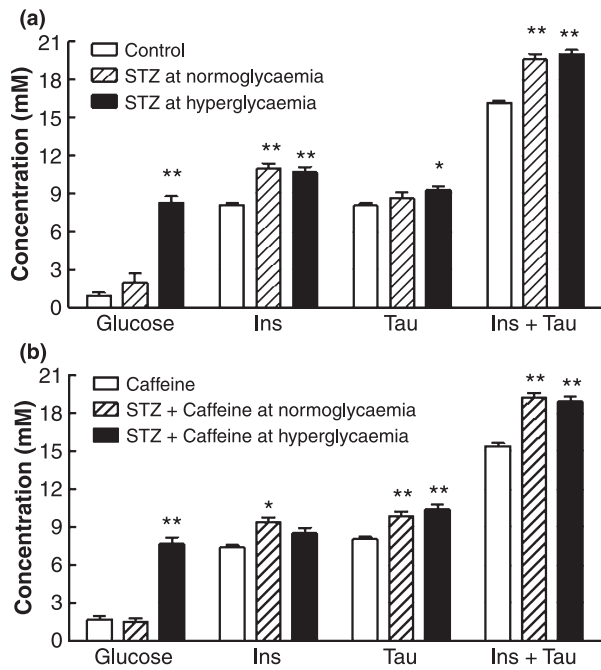 (a)
Concentration (mM)
21
18
15
12
9
6
3
0
Control
STZ at normoglycaemia
STZ at hyperglycaemia
**
**
**
*
**
**
Glucose
Ins
Tau
Ins + Tau
(b)
Concentration (mM)
21
18
15
12
9
6
3
0
Caffeine
STZ + Caffeine at normoglycaemia
STZ + Caffeine at hyperglycaemia
**
*
**
**
**
**
Glucose
Ins
Tau
Ins + Tau